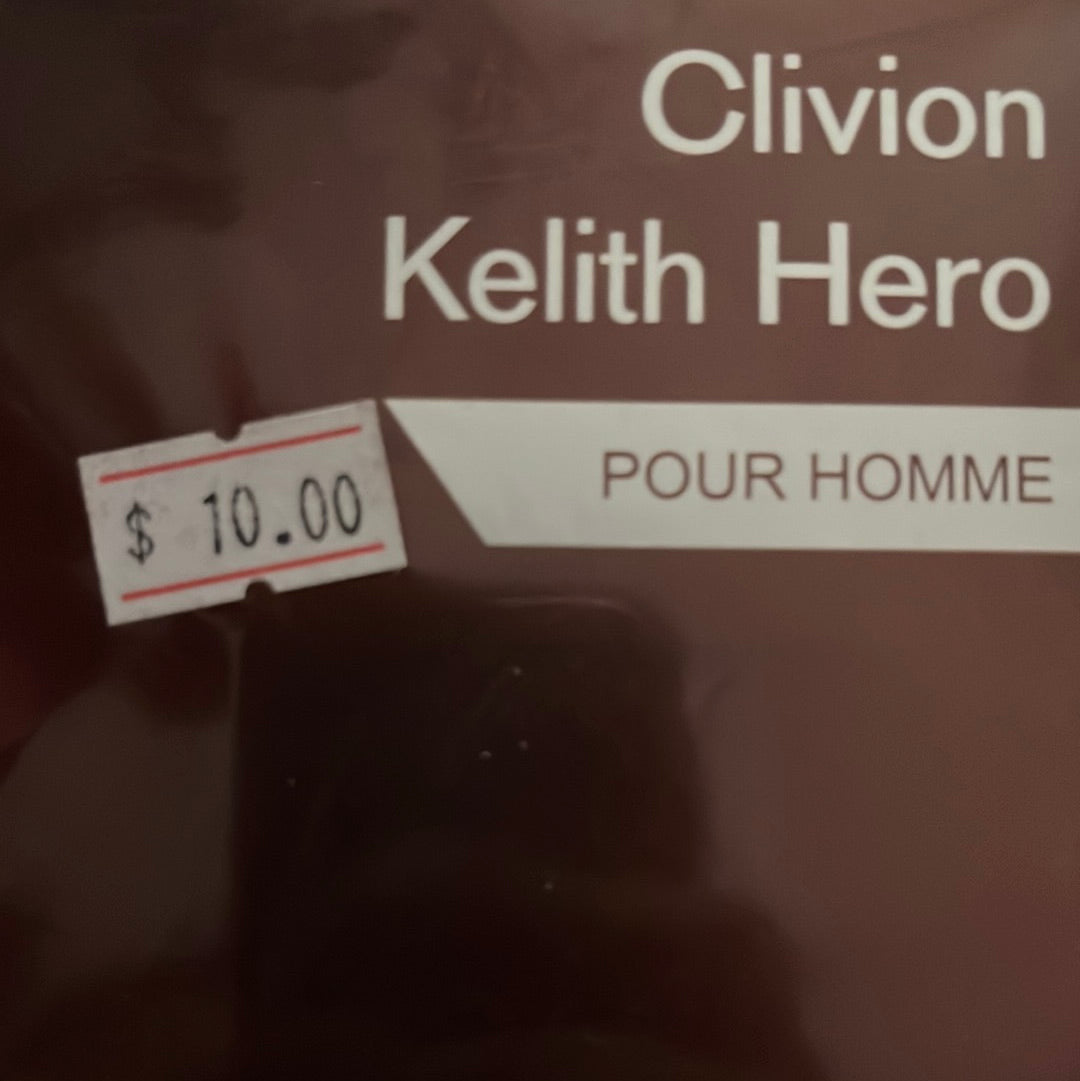 Clivion
Kelith Hero
POUR HOMME
$ 10.00